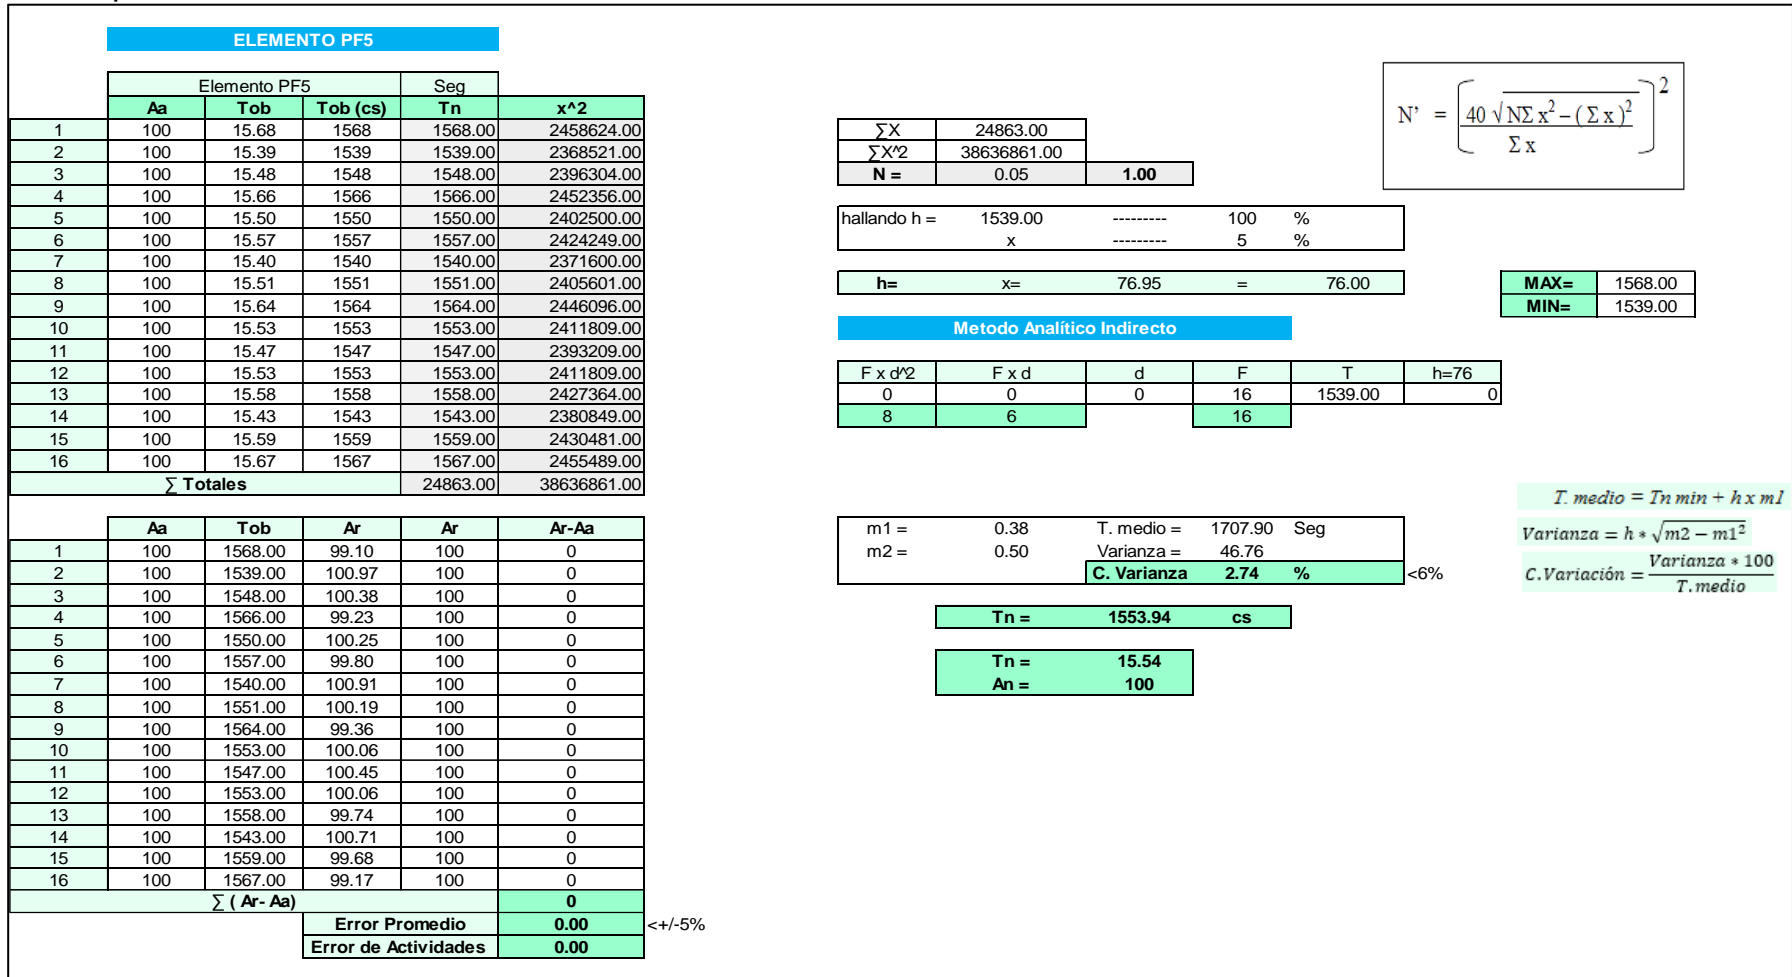 ELEMENTO PF5
Elemento PF5 Seg
Aa Tob Tob (cs) Tn x^2
1 100 15.68 1568 1568.00 2458624.00
2 100 15.39 1539 1539.00 2368521.00
3 100 15.48 1548 1548.00 2396304.00
4 100 15.66 1566 1566.00 2452356.00
5 100 15.50 1550 1550.00 2402500.00
6 100 15.57 1557 1557.00 2424249.00
7 100 15.40 1540 1540.00 2371600.00
8 100 15.51 1551 1551.00 2405601.00
9 100 15.64 1564 1564.00 2446096.00
10 100 15.53 1553 1553.00 2411809.00
11 100 15.47 1547 1547.00 2393209.00
12 100 15.53 1553 1553.00 2411809.00
13 100 15.58 1558 1558.00 2427364.00
14 100 15.43 1543 1543.00 2380849.00
15 100 15.59 1559 1559.00 2430481.00
16 100 15.67 1567 1567.00 2455489.00
∑ Totales 24863.00 38636861.00
∑X 24863.00
∑X^2 38636861.00
N = 0.05 1.00
N' = [40 √NΣ x² – ( Σ x )² / Σ x]²
hallando h = 1539.00 --------- 100 %
x --------- 5 %
h= x= 76.95 = 76.00
MAX= 1568.00
MIN= 1539.00
Metodo Analítico Indirecto
F x d^2 F x d d F T h=76
0 0 0 16 1539.00 0
8 6 16
Aa Tob Ar Ar Ar-Aa
1 100 1568.00 99.10 100 0
2 100 1539.00 100.97 100 0
3 100 1548.00 100.38 100 0
4 100 1566.00 99.23 100 0
5 100 1550.00 100.25 100 0
6 100 1557.00 99.80 100 0
7 100 1540.00 100.91 100 0
8 100 1551.00 100.19 100 0
9 100 1564.00 99.36 100 0
10 100 1553.00 100.06 100 0
11 100 1547.00 100.45 100 0
12 100 1553.00 100.06 100 0
13 100 1558.00 99.74 100 0
14 100 1543.00 100.71 100 0
15 100 1559.00 99.68 100 0
16 100 1567.00 99.17 100 0
∑ ( Ar- Aa) 0
Error Promedio 0.00 <+/-5%
Error de Actividades 0.00
m1 = 0.38 T. medio = 1707.90 Seg
m2 = 0.50 Varianza = 46.76
C. Varianza 2.74 % <6%
T. medio = Tn min + h x m1
Varianza = h * √m2 − m1²
C.Variación = Varianza * 100 / T.medio
Tn = 1553.94 cs
Tn = 15.54
An = 100